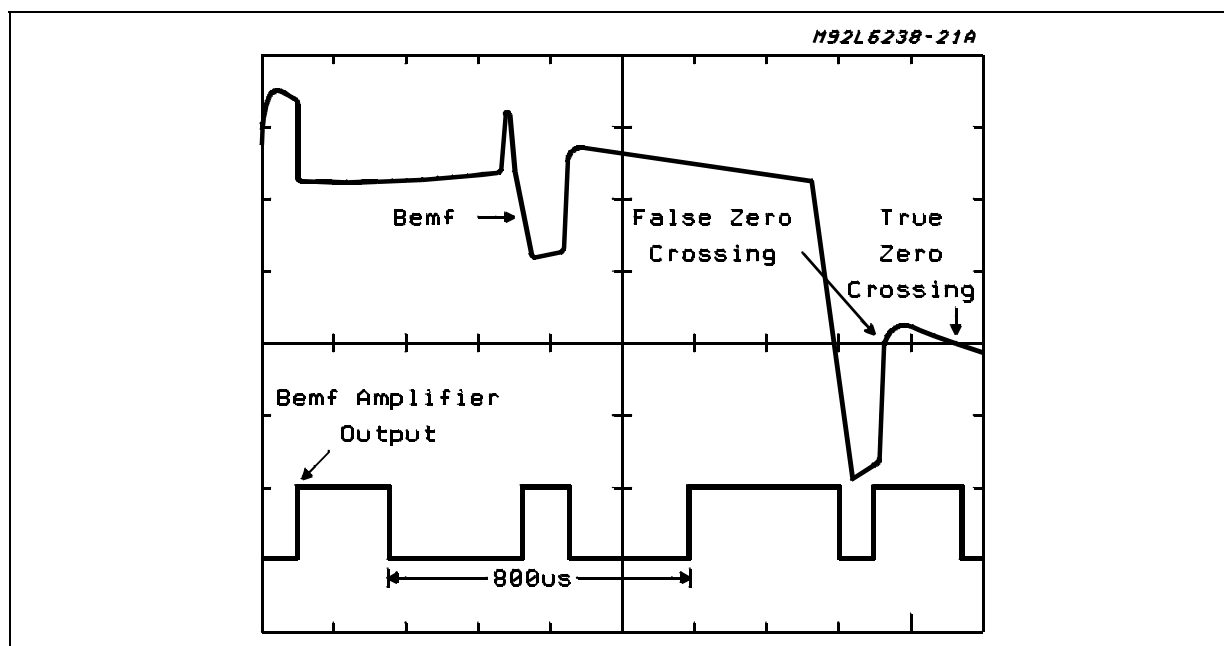 M92L6238-21A
Bemf
False Zero
Crossing
True
Zero
Crossing
Bemf Amplifier
Output
800us